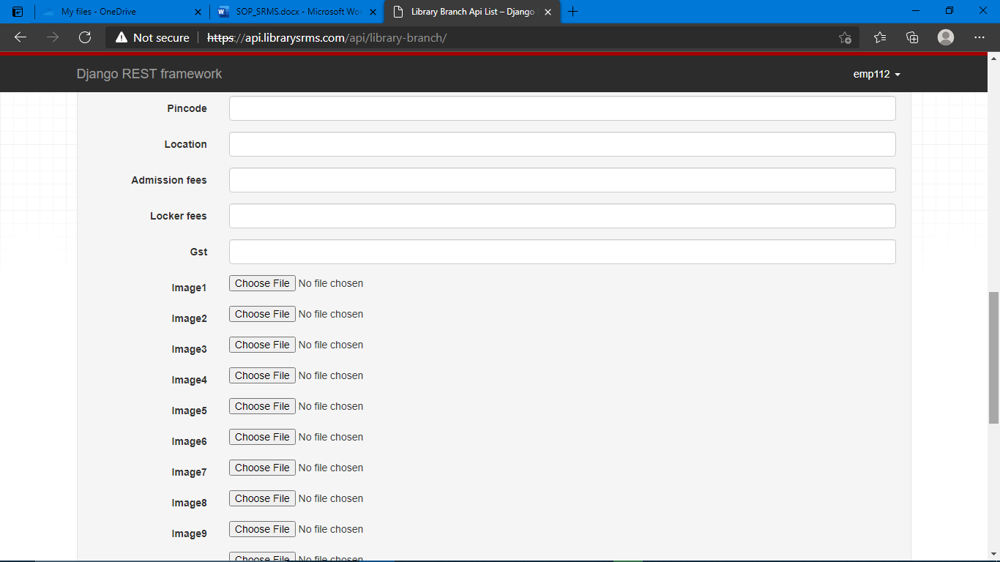 My files - OneDrive
SOP_SRMS.docx - Microsoft Wor
Library Branch Api List – Django
Not secure https://api.librarysrms.com/api/library-branch/
Django REST framework
emp112
Pincode
Location
Admission fees
Locker fees
Gst
Image1 Choose File No file chosen
Image2 Choose File No file chosen
Image3 Choose File No file chosen
Image4 Choose File No file chosen
Image5 Choose File No file chosen
Image6 Choose File No file chosen
Image7 Choose File No file chosen
Image8 Choose File No file chosen
Image9 Choose File No file chosen
Choose File No file chosen